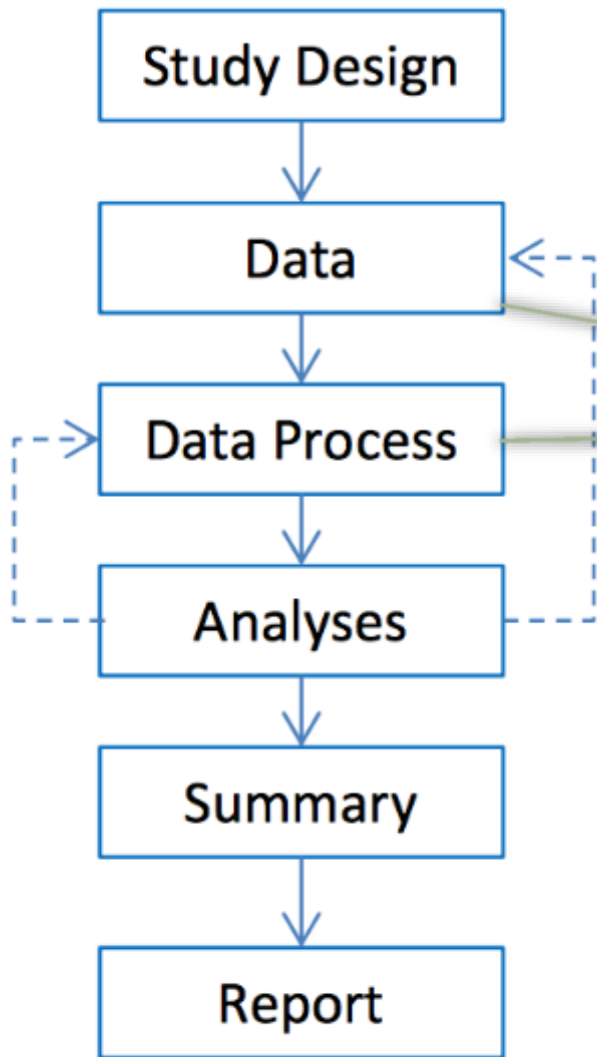 Study Design
Data
Data Process
Analyses
Summary
Report